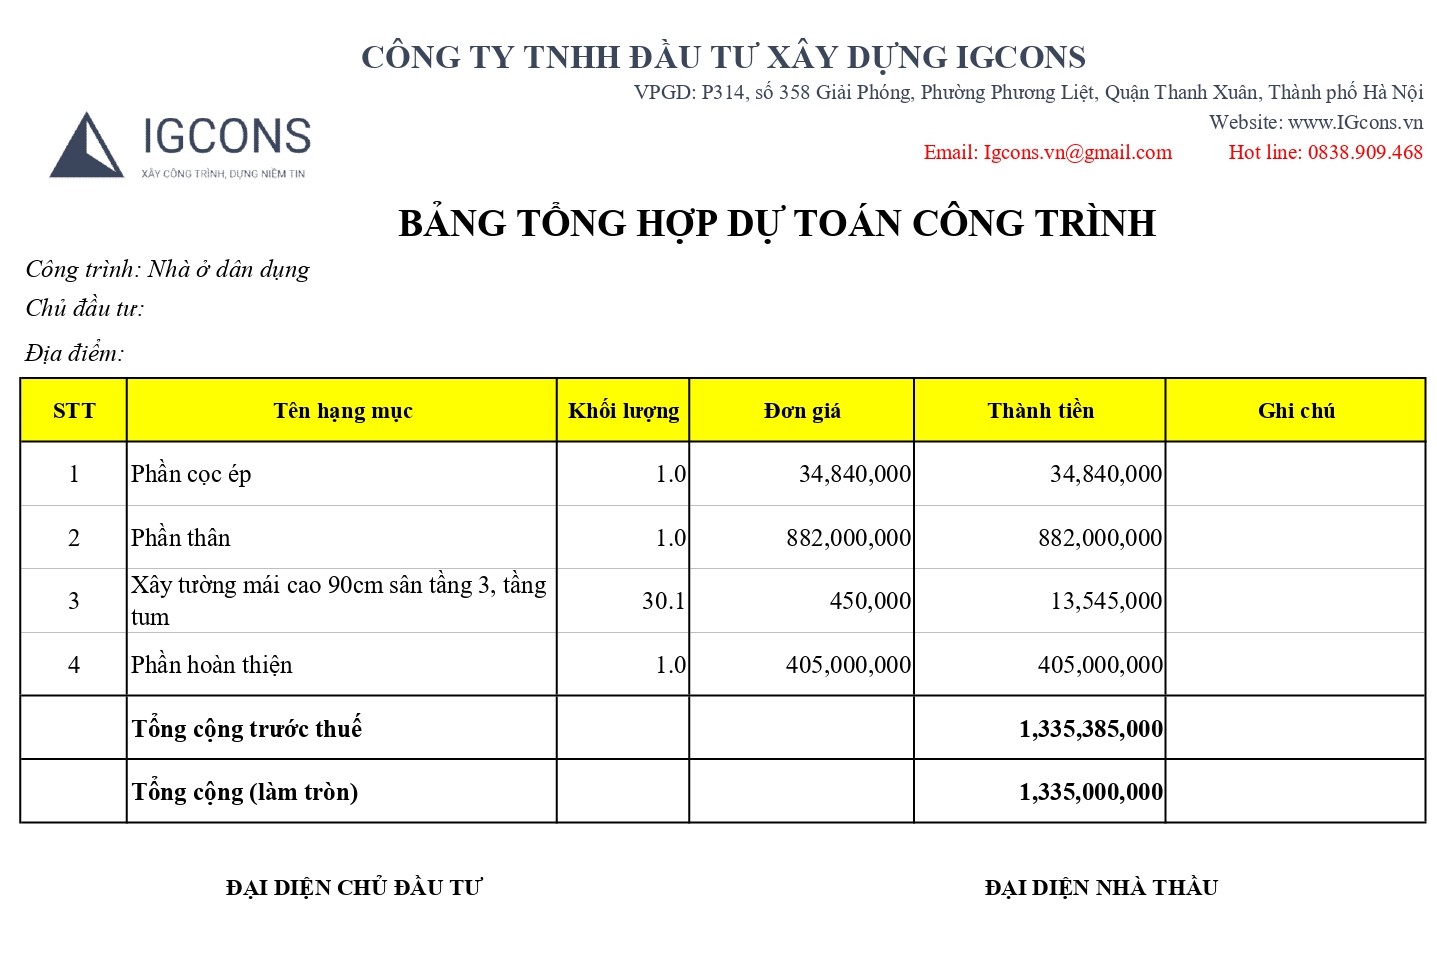 CÔNG TY TNHH ĐẦU TƯ XÂY DỰNG IGCONS
VPGD: P314, số 358 Giải Phóng, Phường Phương Liệt, Quận Thanh Xuân, Thành phố Hà Nội
Website: www.IGcons.vn
Email: Igcons.vn@gmail.com Hot line: 0838.909.468
IGCONS
XÂY CÔNG TRÌNH, DỰNG NIỀM TIN
BẢNG TỔNG HỢP DỰ TOÁN CÔNG TRÌNH
Công trình: Nhà ở dân dụng
Chủ đầu tư:
Địa điểm:
STT Tên hạng mục Khối lượng Đơn giá Thành tiền Ghi chú
1 Phần cọc ép 1.0 34,840,000 34,840,000
2 Phần thân 1.0 882,000,000 882,000,000
3 Xây tường mái cao 90cm sân tầng 3, tầng tum 30.1 450,000 13,545,000
4 Phần hoàn thiện 1.0 405,000,000 405,000,000
Tổng cộng trước thuế 1,335,385,000
Tổng cộng (làm tròn) 1,335,000,000
ĐẠI DIỆN CHỦ ĐẦU TƯ ĐẠI DIỆN NHÀ THẦU